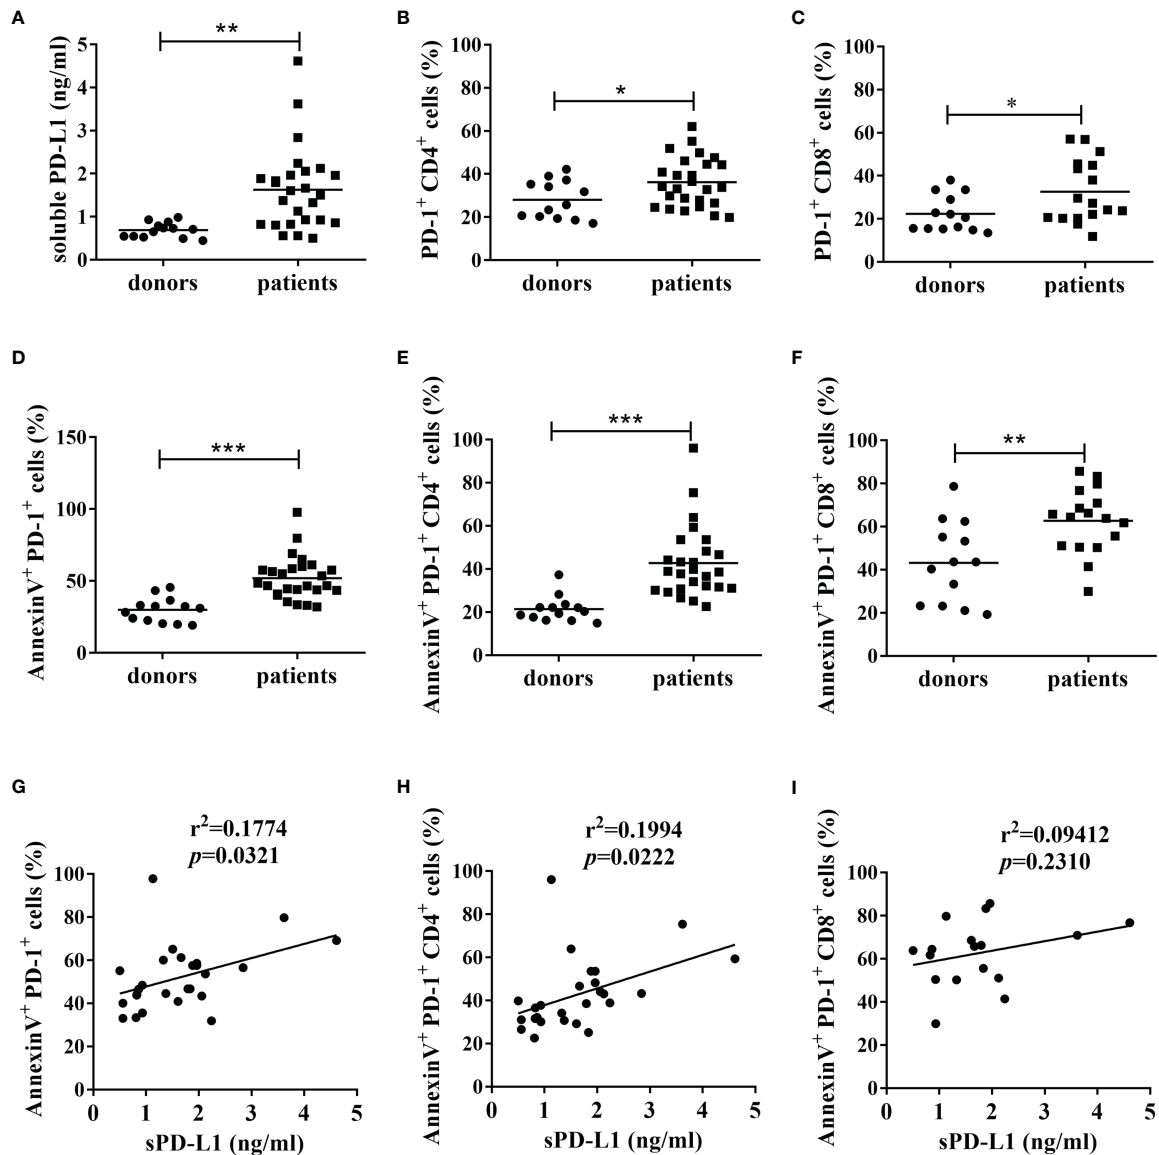 A
soluble PD-L1 (ng/ml)
5
4
3
2
1
0
**
donors
patients
B
PD-1⁺ CD4⁺ cells (%)
100
80
60
40
20
0
*
donors
patients
C
PD-1⁺ CD8⁺ cells (%)
100
80
60
40
20
0
*
donors
patients
D
AnnexinV⁺ PD-1⁺ cells (%)
150
100
50
0
***
donors
patients
E
AnnexinV⁺ PD-1⁺ CD4⁺ cells (%)
100
80
60
40
20
0
***
donors
patients
F
AnnexinV⁺ PD-1⁺ CD8⁺ cells (%)
100
80
60
40
20
0
**
donors
patients
G
AnnexinV⁺ PD-1⁺ cells (%)
r²=0.1774
p=0.0321
100
80
60
40
20
0
0 1 2 3 4 5
sPD-L1 (ng/ml)
H
AnnexinV⁺ PD-1⁺ CD4⁺ cells (%)
r²=0.1994
p=0.0222
100
80
60
40
20
0
0 1 2 3 4 5
sPD-L1 (ng/ml)
I
AnnexinV⁺ PD-1⁺ CD8⁺ cells (%)
r²=0.09412
p=0.2310
100
80
60
40
20
0
0 1 2 3 4 5
sPD-L1 (ng/ml)